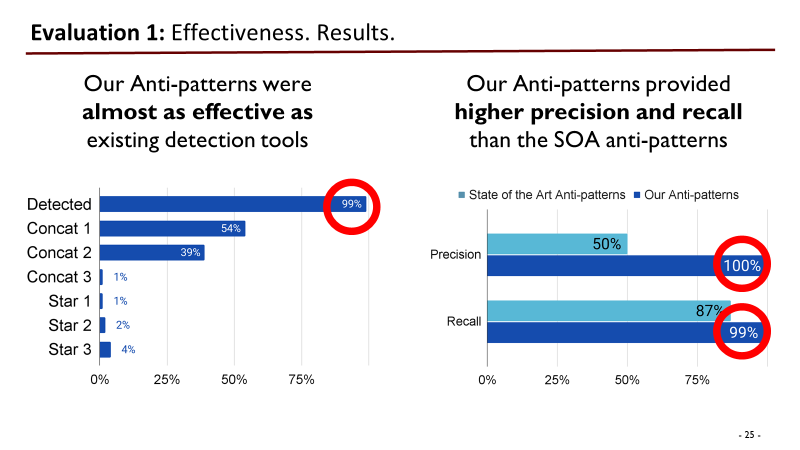 Evaluation 1: Effectiveness. Results.
Our Anti-patterns were
almost as effective as
existing detection tools
Detected 99%
Concat 1 54%
Concat 2 39%
Concat 3 1%
Star 1 1%
Star 2 2%
Star 3 4%
0% 25% 50% 75%
Our Anti-patterns provided
higher precision and recall
than the SOA anti-patterns
State of the Art Anti-patterns Our Anti-patterns
Precision 50%
100%
Recall 87%
99%
0% 25% 50% 75%
- 25 -